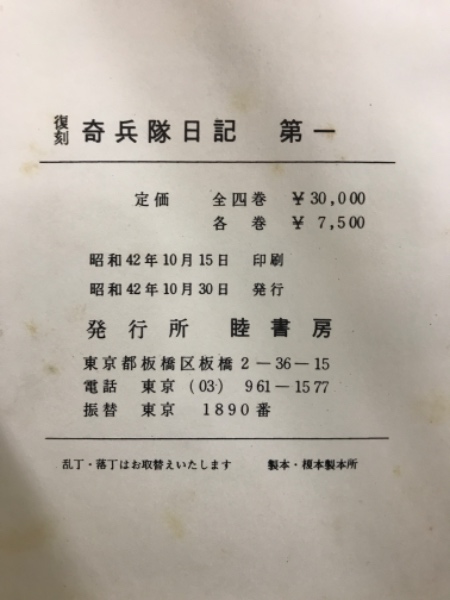 復刻 奇兵隊日記 第一
定価 全四巻 ¥30,000
各巻 ¥7,500
昭和42年10月15日 印刷
昭和42年10月30日 発行
発行所 睦書房
東京都板橋区板橋2—36—15
電話 東京(03) 961—1577
振替 東京 1890番
乱丁・落丁はお取替えいたします 製本・榎本製本所